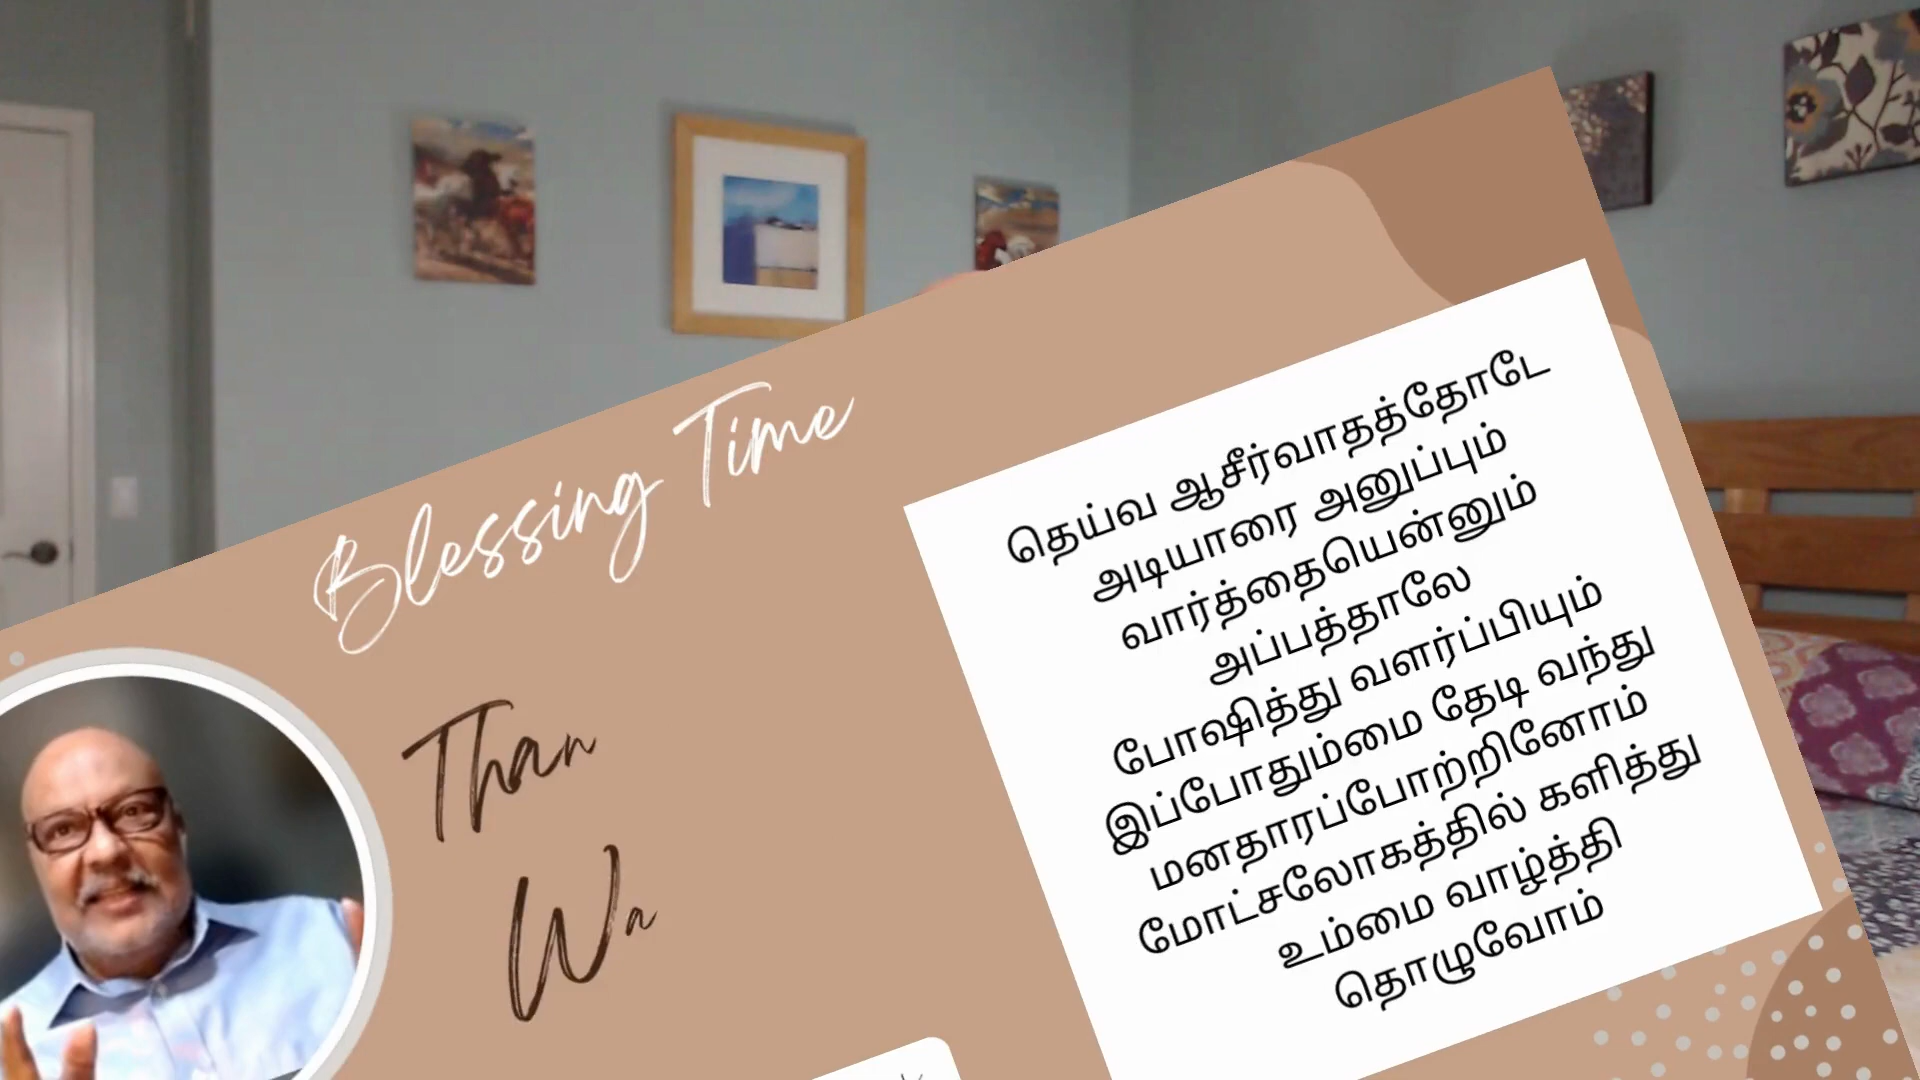 Blessing Time
Than
Wa
தெய்வ ஆசீர்வாதத்தோடே
அடியாரை அனுப்பும்
வார்த்தையென்னும்
அப்பத்தாலே
போஷித்து வளர்ப்பியும்
இப்போதும்மை தேடி வந்து
மனதாரப்போற்றினோம்
மோட்சலோகத்தில் களித்து
உம்மை வாழ்த்தி
தொழுவோம்